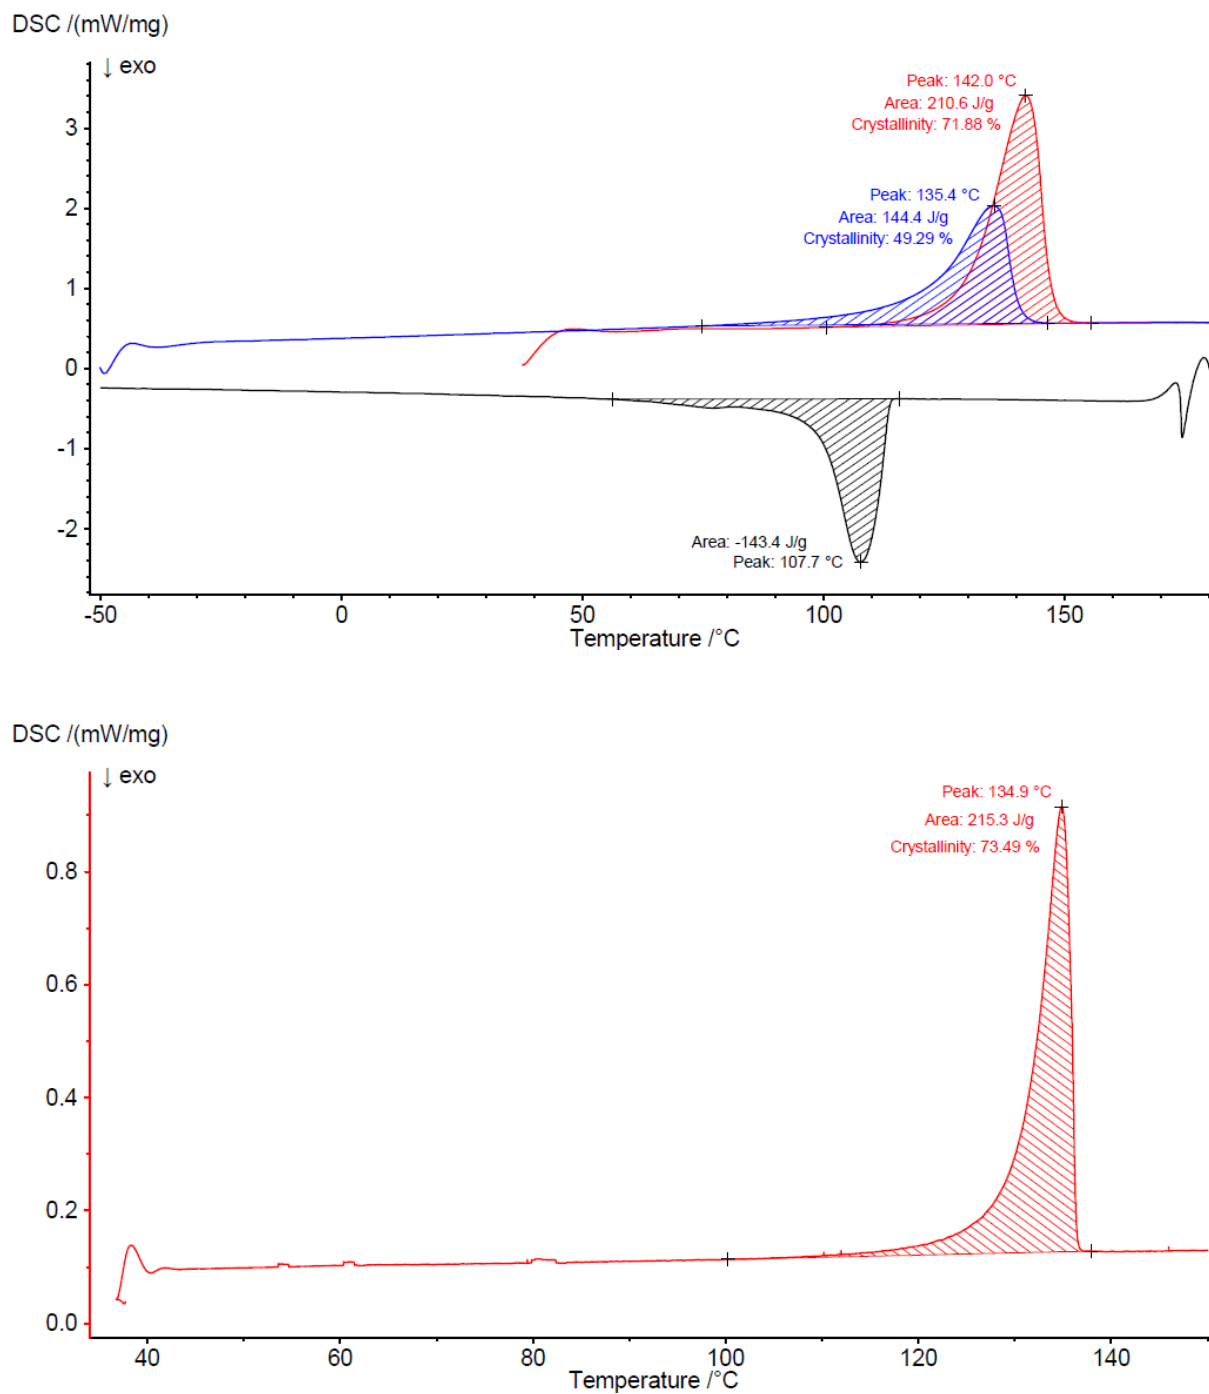 DSC /(mW/mg)
↓ exo
Peak: 142.0 °C
Area: 210.6 J/g
Crystallinity: 71.88 %
Peak: 135.4 °C
Area: 144.4 J/g
Crystallinity: 49.29 %
3
2
1
0
-1
-2
Area: -143.4 J/g
Peak: 107.7 °C
-50 0 50 100 150
Temperature /°C
DSC /(mW/mg)
↓ exo
Peak: 134.9 °C
Area: 215.3 J/g
Crystallinity: 73.49 %
0.8
0.6
0.4
0.2
0.0
40 60 80 100 120 140
Temperature /°C